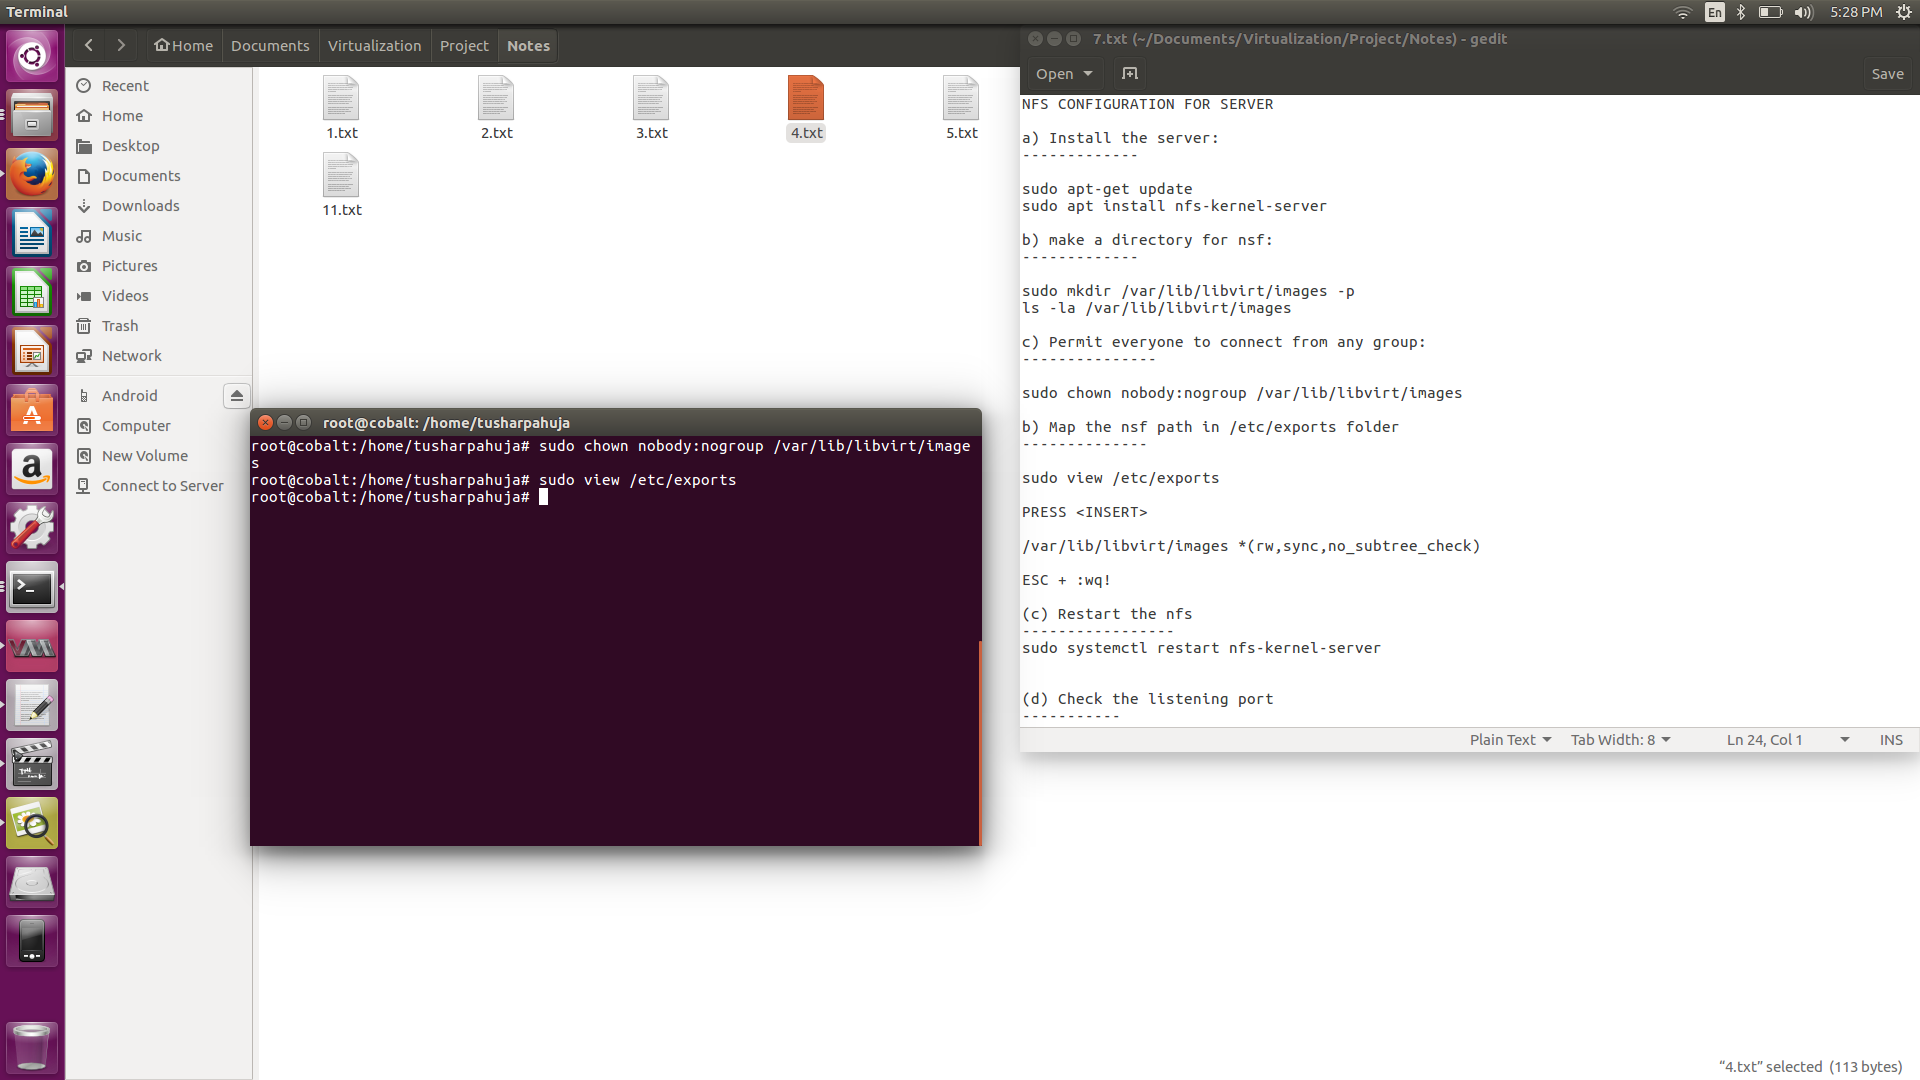 Terminal
En
5:28 PM
Home Documents Virtualization Project Notes
Recent
Home
Desktop
Documents
Downloads
Music
Pictures
Videos
Trash
Network
Android
Computer
New Volume
Connect to Server
1.txt
2.txt
3.txt
4.txt
5.txt
11.txt
root@cobalt: /home/tusharpahuja
root@cobalt:/home/tusharpahuja# sudo chown nobody:nogroup /var/lib/libvirt/image
s
root@cobalt:/home/tusharpahuja# sudo view /etc/exports
root@cobalt:/home/tusharpahuja#
7.txt (~/Documents/Virtualization/Project/Notes) - gedit
Open
Save
NFS CONFIGURATION FOR SERVER
a) Install the server:
-------------
sudo apt-get update
sudo apt install nfs-kernel-server
b) make a directory for nsf:
-------------
sudo mkdir /var/lib/libvirt/images -p
ls -la /var/lib/libvirt/images
c) Permit everyone to connect from any group:
---------------
sudo chown nobody:nogroup /var/lib/libvirt/images
b) Map the nsf path in /etc/exports folder
--------------
sudo view /etc/exports
PRESS <INSERT>
/var/lib/libvirt/images *(rw,sync,no_subtree_check)
ESC + :wq!
(c) Restart the nfs
-----------------
sudo systemctl restart nfs-kernel-server
(d) Check the listening port
-----------
Plain Text Tab Width: 8 Ln 24, Col 1 INS
“4.txt” selected (113 bytes)